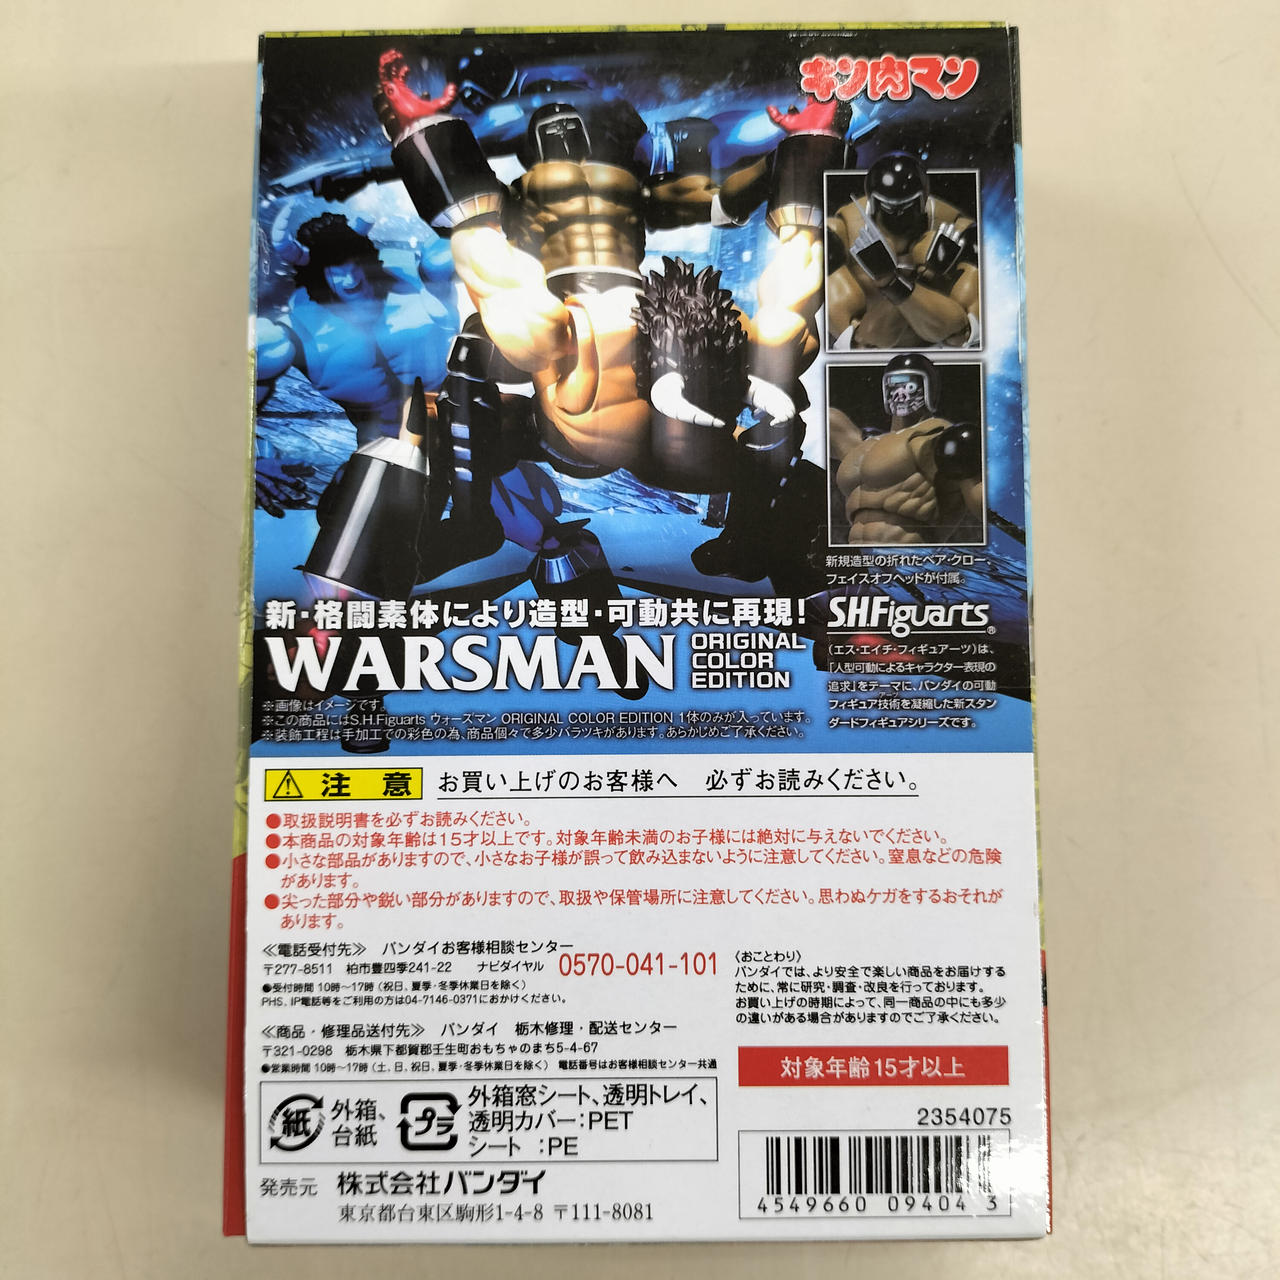 キン肉マン
新規造型の折れたベア・クロー、
フェイスオフヘッドが付属。
新・格闘素体により造型・可動共に再現！
WARSMAN
ORIGINAL
COLOR
EDITION
※画像はイメージです。
※この商品にはS.H.Figuarts ウォーズマン ORIGINAL COLOR EDITION 1体のみが入っています。
※装飾工程は手加工での彩色の為、商品個々で多少バラツキがあります。あらかじめご了承ください。
S.H.Figuarts®
（エス・エイチ・フィギュアーツ）は、
「人型可動によるキャラクター表現の
追求」をテーマに、バンダイの可動
フィギュア技術を凝縮した新スタン
アーツ
ダードフィギュアシリーズです。
注意
お買い上げのお客様へ 必ずお読みください。
●取扱説明書を必ずお読みください。
●本商品の対象年齢は15才以上です。対象年齢未満のお子様には絶対に与えないでください。
●小さな部品がありますので、小さなお子様が誤って飲み込まないように注意してください。窒息などの危険
があります。
●尖った部分や鋭い部分がありますので、取扱や保管場所に注意してください。思わぬケガをするおそれが
あります。
≪電話受付先≫ バンダイお客様相談センター
〒277-8511 柏市豊四季241-22 ナビダイヤル 0570-041-101
●受付時間 10時〜17時（祝日、夏季・冬季休業日を除く）
PHS、IP電話等をご利用の方は04-7146-0371におかけください。
≪商品・修理品送付先≫ バンダイ 栃木修理・配送センター
〒321-0298 栃木県下都賀郡壬生町おもちゃのまち5-4-67
●営業時間 10時〜17時（土、日、祝日、夏季・冬季休業日を除く） 電話番号はお客様相談センター共通
〈おことわり〉
バンダイでは、より安全で楽しい商品をお届けする
ために、常に研究・調査・改良を行っております。
お買い上げの時期によって、同一商品の中にも多少
の違いがある場合がありますのでご了承ください。
対象年齢15才以上
紙
外箱、
台紙
プラ
外箱窓シート、透明トレイ、
透明カバー：PET
シート ：PE
2354075
発売元 株式会社バンダイ
東京都台東区駒形1-4-8 〒111-8081
4549660 09404 3